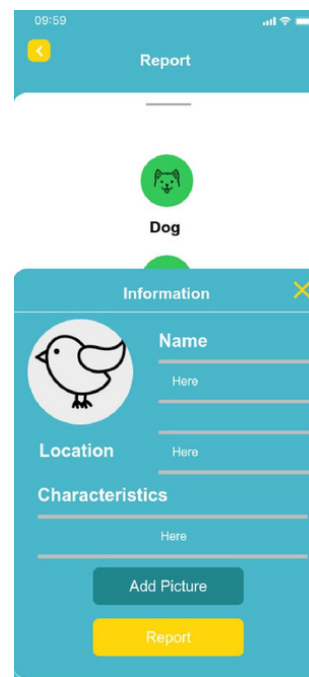 09:59
Report
Dog
Information
Name
Here
Location
Here
Characteristics
Here
Add Picture
Report